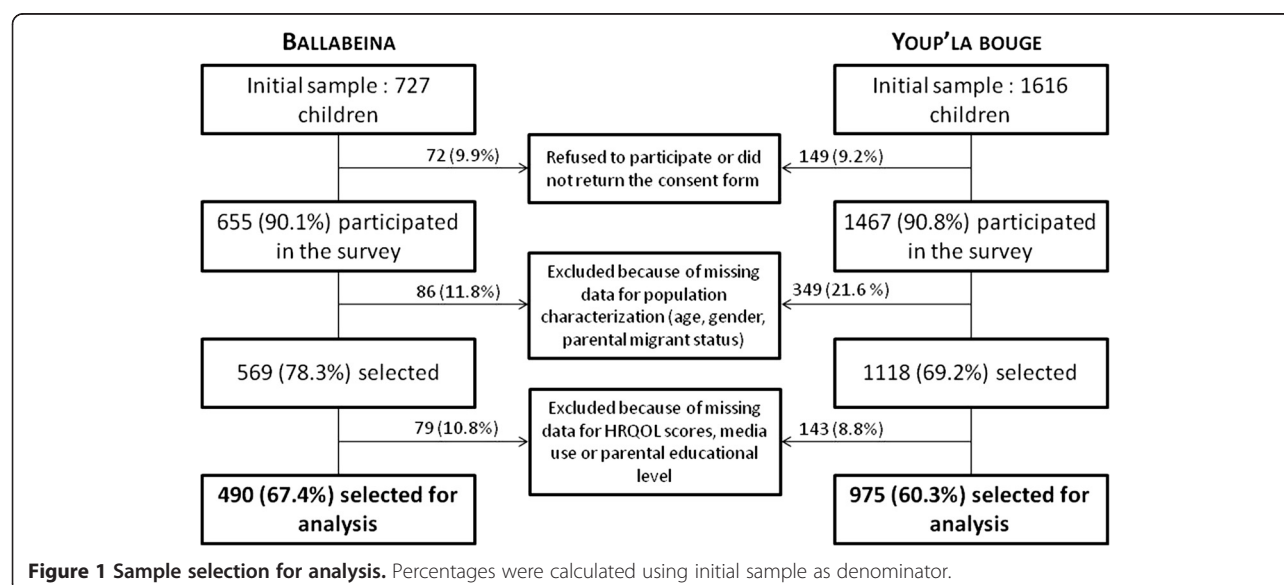 BALLABEINA
YOUP'LA BOUGE
Initial sample : 727
children
Initial sample : 1616
children
72 (9.9%)
Refused to participate or did
not return the consent form
149 (9.2%)
655 (90.1%) participated
in the survey
1467 (90.8%) participated
in the survey
86 (11.8%)
Excluded because of missing
data for population
characterization (age, gender,
parental migrant status)
349 (21.6 %)
569 (78.3%) selected
1118 (69.2%) selected
79 (10.8%)
Excluded because of missing
data for HRQOL scores, media
use or parental educational
level
143 (8.8%)
490 (67.4%) selected for
analysis
975 (60.3%) selected for
analysis
Figure 1 Sample selection for analysis. Percentages were calculated using initial sample as denominator.